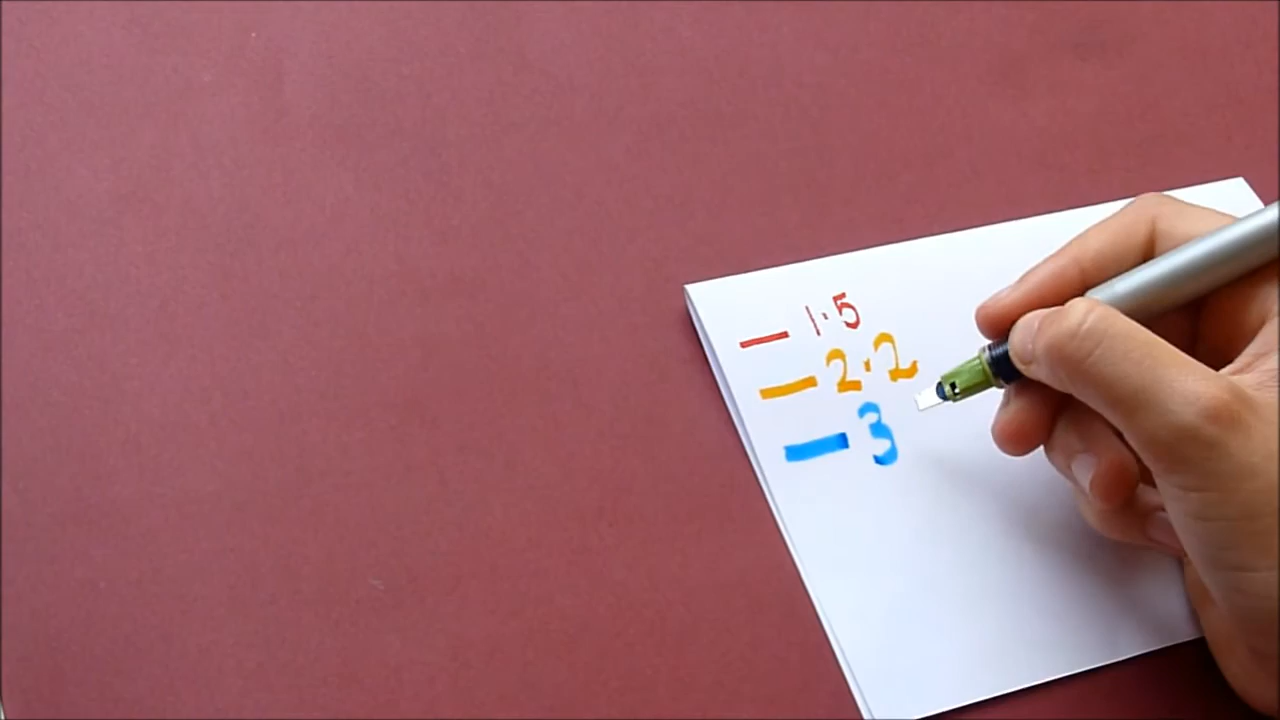 — 1·5
— 2·2
— 3